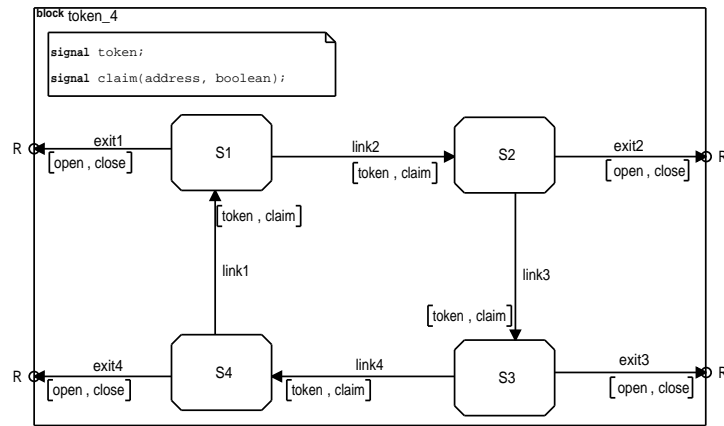 block token_4
signal token;
signal claim(address, boolean);
R exit1 S1 link2 S2 exit2 R
[open , close] [token , claim] [open , close]
[token , claim]
link1 link3
[token , claim]
R exit4 S4 link4 S3 exit3 R
[open , close] [token , claim] [open , close]